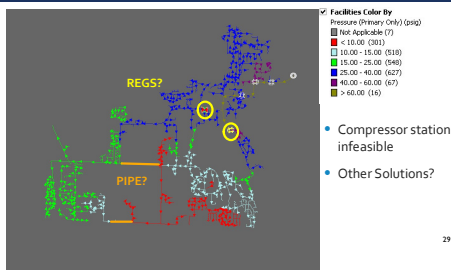 REGS?
PIPE?
Facilities Color By
Pressure (Primary Only) (psig)
Not Applicable (7)
< 10.00 (301)
10.00 - 15.00 (518)
15.00 - 25.00 (548)
25.00 - 40.00 (627)
40.00 - 60.00 (67)
> 60.00 (16)
• Compressor station infeasible
• Other Solutions?
29